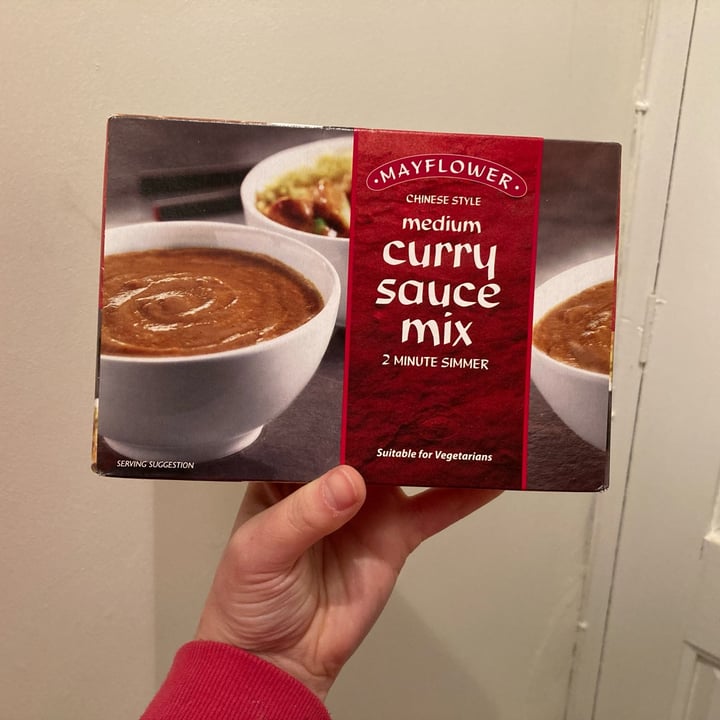 ·MAYFLOWER·
CHINESE STYLE
medium
curry
sauce
mix
2 MINUTE SIMMER
Suitable for Vegetarians
SERVING SUGGESTION